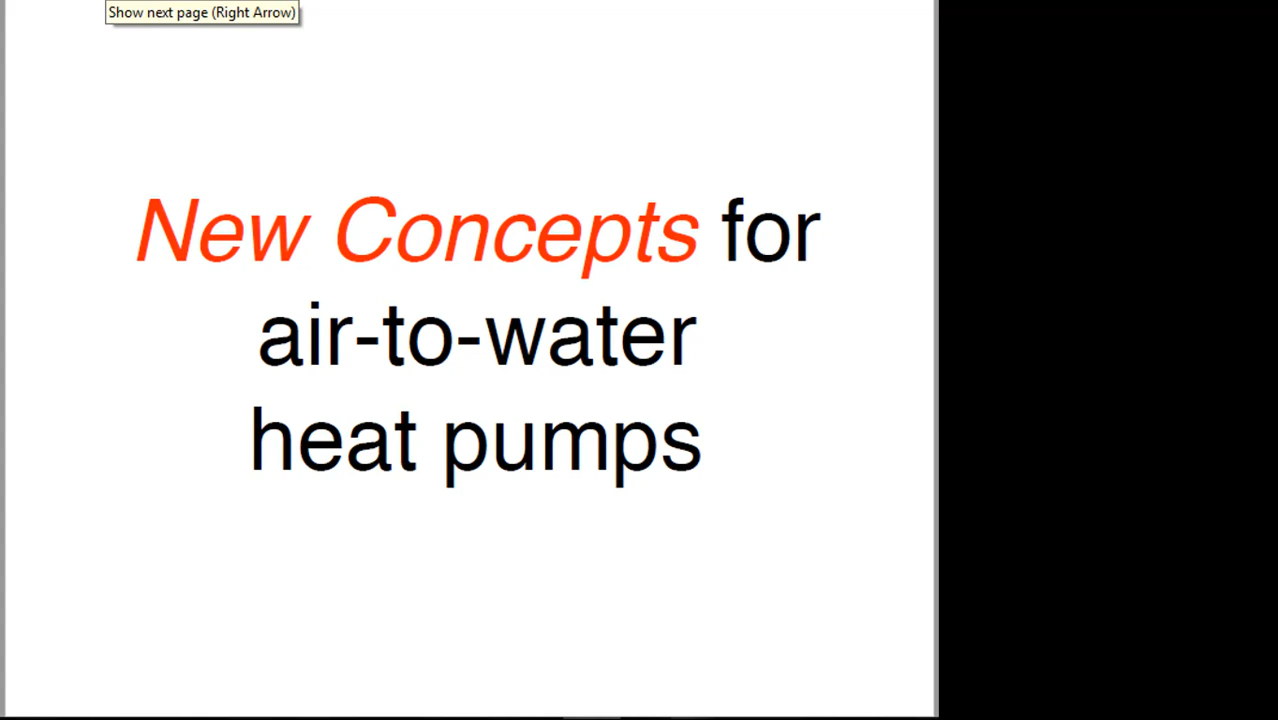 Show next page (Right Arrow)
New Concepts for
air-to-water
heat pumps